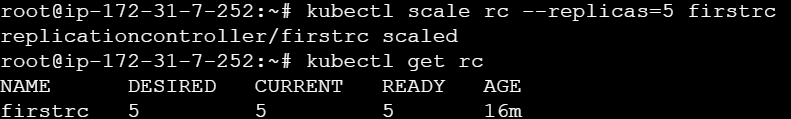 root@ip-172-31-7-252:~# kubectl scale rc --replicas=5 firstrc
replicationcontroller/firstrc scaled
root@ip-172-31-7-252:~# kubectl get rc
NAME DESIRED CURRENT READY AGE
firstrc 5 5 5 16m